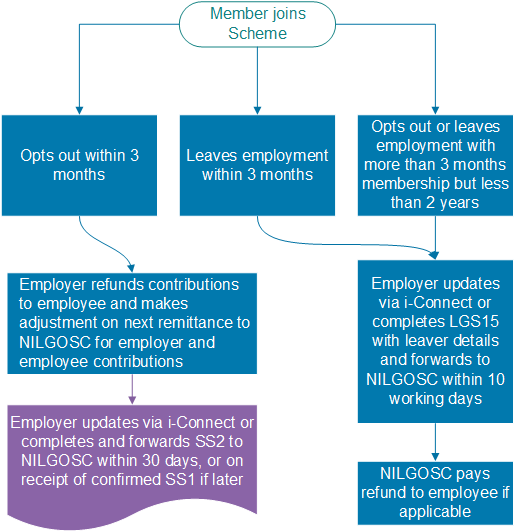 Member joins
Scheme
Opts out within 3
months
Leaves employment
within 3 months
Opts out or leaves
employment with
more than 3 months
membership but less
than 2 years
Employer refunds contributions
to employee and makes
adjustment on next remittance to
NILGOSC for employer and
employee contributions
Employer updates
via i-Connect or
completes LGS15
with leaver details
and forwards to
NILGOSC within 10
working days
Employer updates via i-Connect or
completes and forwards SS2 to
NILGOSC within 30 days, or on
receipt of confirmed SS1 if later
NILGOSC pays
refund to employee if
applicable